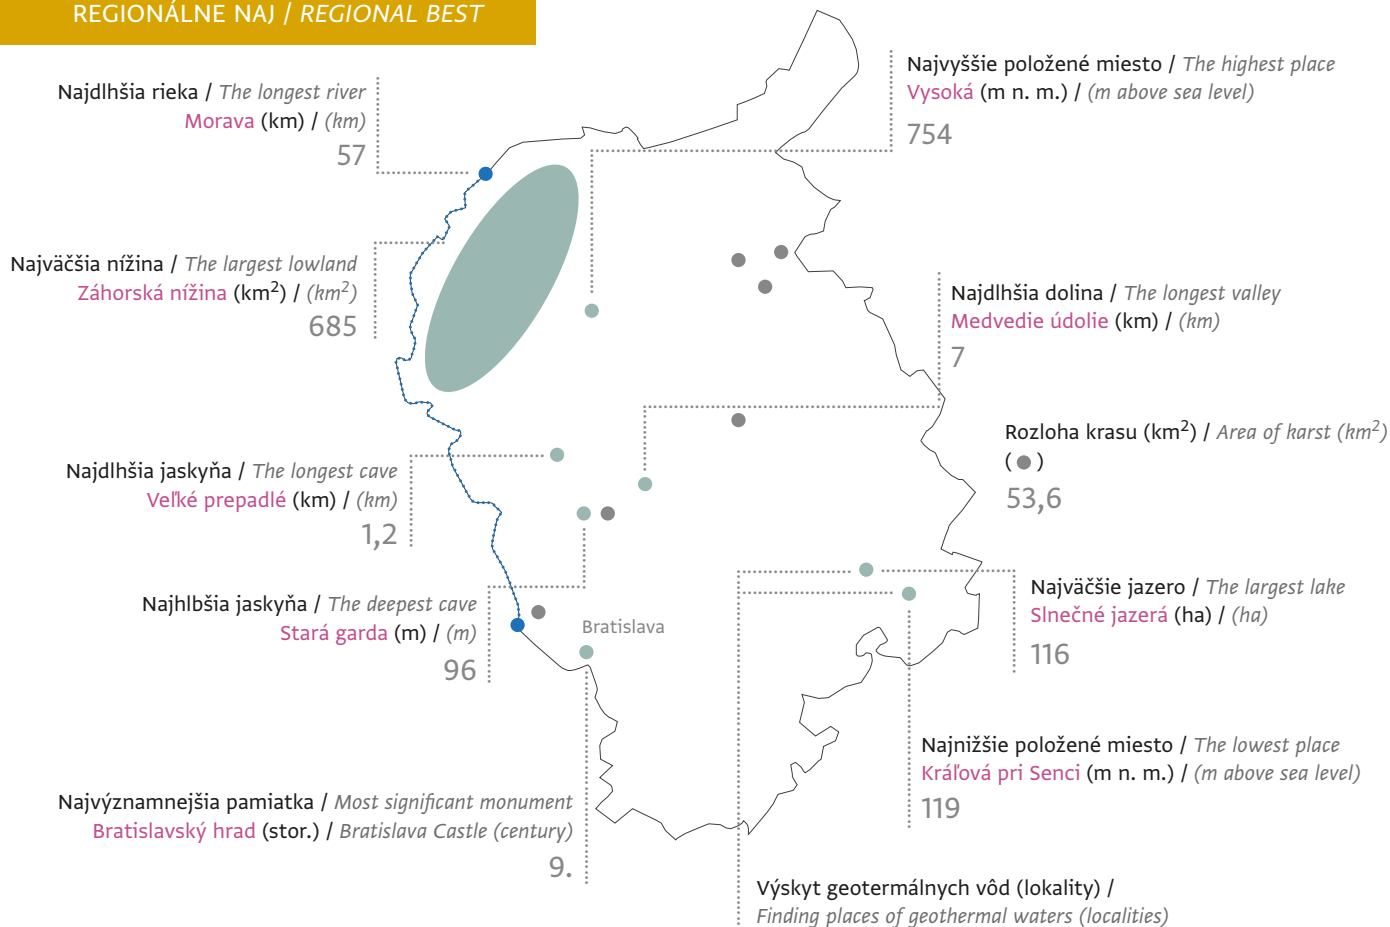 REGIONÁLNE NAJ / REGIONAL BEST
Najdlhšia rieka / The longest river
Morava (km) / (km)
57
Najvyššie položené miesto / The highest place
Vysoká (m n. m.) / (m above sea level)
754
Najväčšia nížina / The largest lowland
Záhorská nížina (km²) / (km²)
685
Najdlhšia dolina / The longest valley
Medvedie údolie (km) / (km)
7
Rozloha krasu (km²) / Area of karst (km²)
( )
53,6
Najdlhšia jaskyňa / The longest cave
Veľké prepadlé (km) / (km)
1,2
Najhlbšia jaskyňa / The deepest cave
Stará garda (m) / (m)
96
Bratislava
Najväčšie jazero / The largest lake
Slnečné jazerá (ha) / (ha)
116
Najnižšie položené miesto / The lowest place
Kráľová pri Senci (m n. m.) / (m above sea level)
119
Najvýznamnejšia pamiatka / Most significant monument
Bratislavský hrad (stor.) / Bratislava Castle (century)
9.
Výskyt geotermálnych vôd (lokality) /
Finding places of geothermal waters (localities)